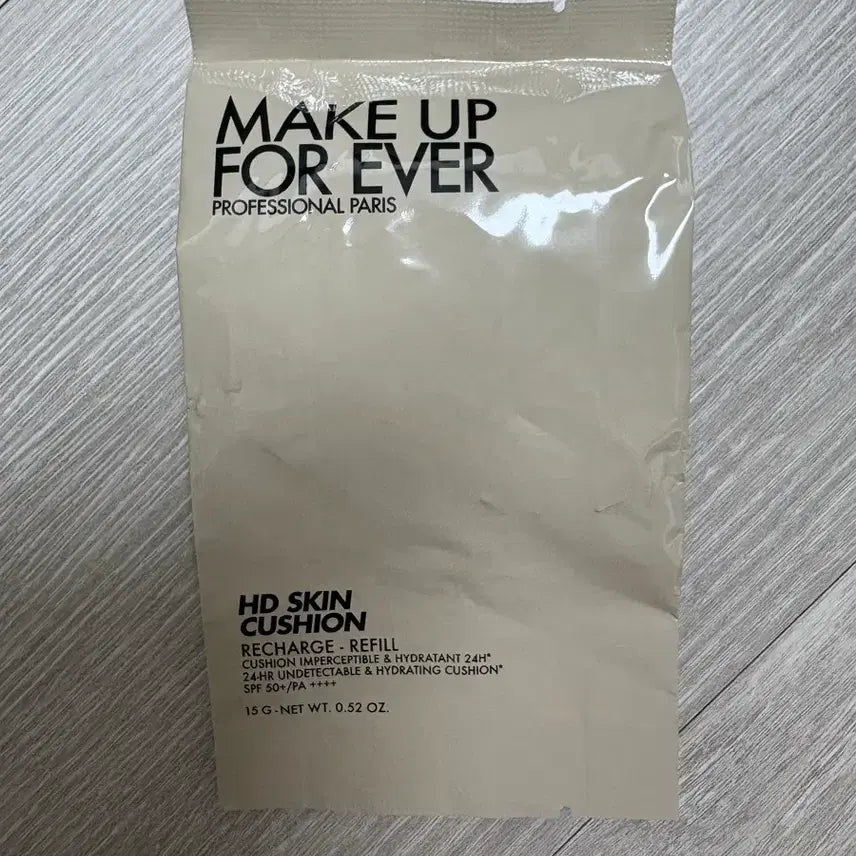 MAKE UP
FOR EVER
PROFESSIONAL PARIS
HD SKIN
CUSHION
RECHARGE - REFILL
CUSHION IMPERCEPTIBLE & HYDRATANT 24H*
24-HR UNDETECTABLE & HYDRATING CUSHION*
SPF 50+/PA ++++
15 G - NET WT. 0.52 OZ.